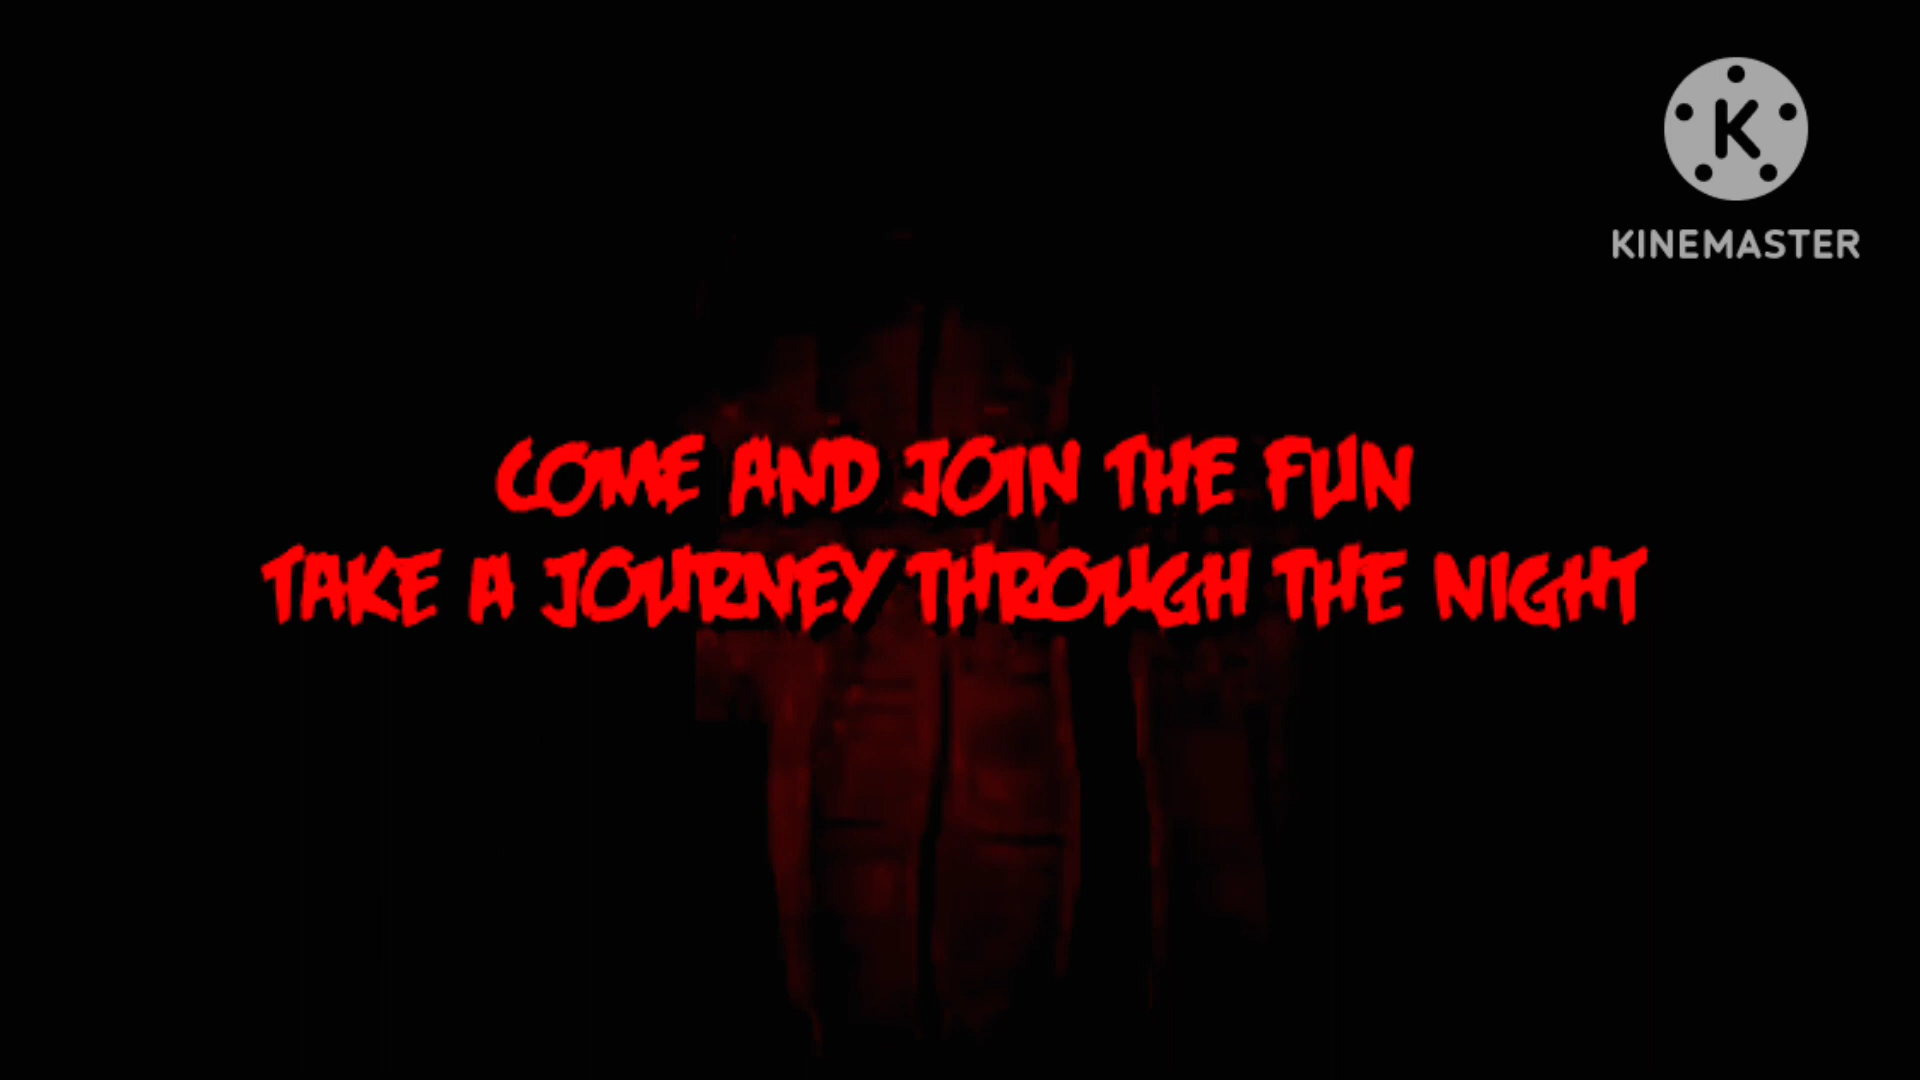 K
KINEMASTER
COME AND JOIN THE FUN
TAKE A JOURNEY THROUGH THE NIGHT